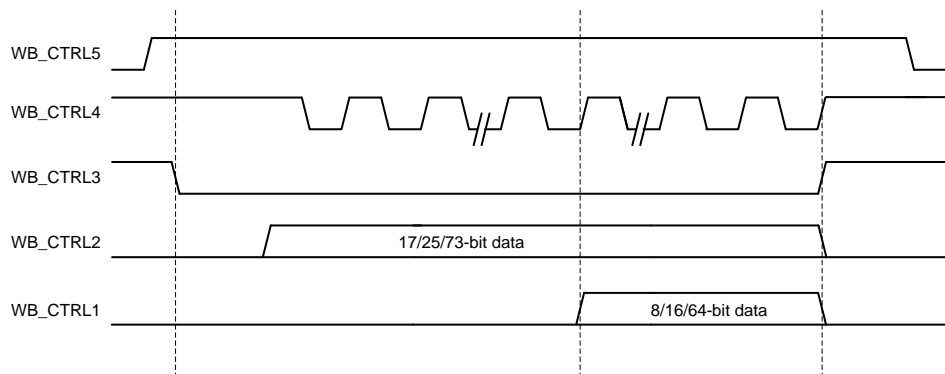 WB_CTRL5
WB_CTRL4
WB_CTRL3
WB_CTRL2
17/25/73-bit data
WB_CTRL1
8/16/64-bit data